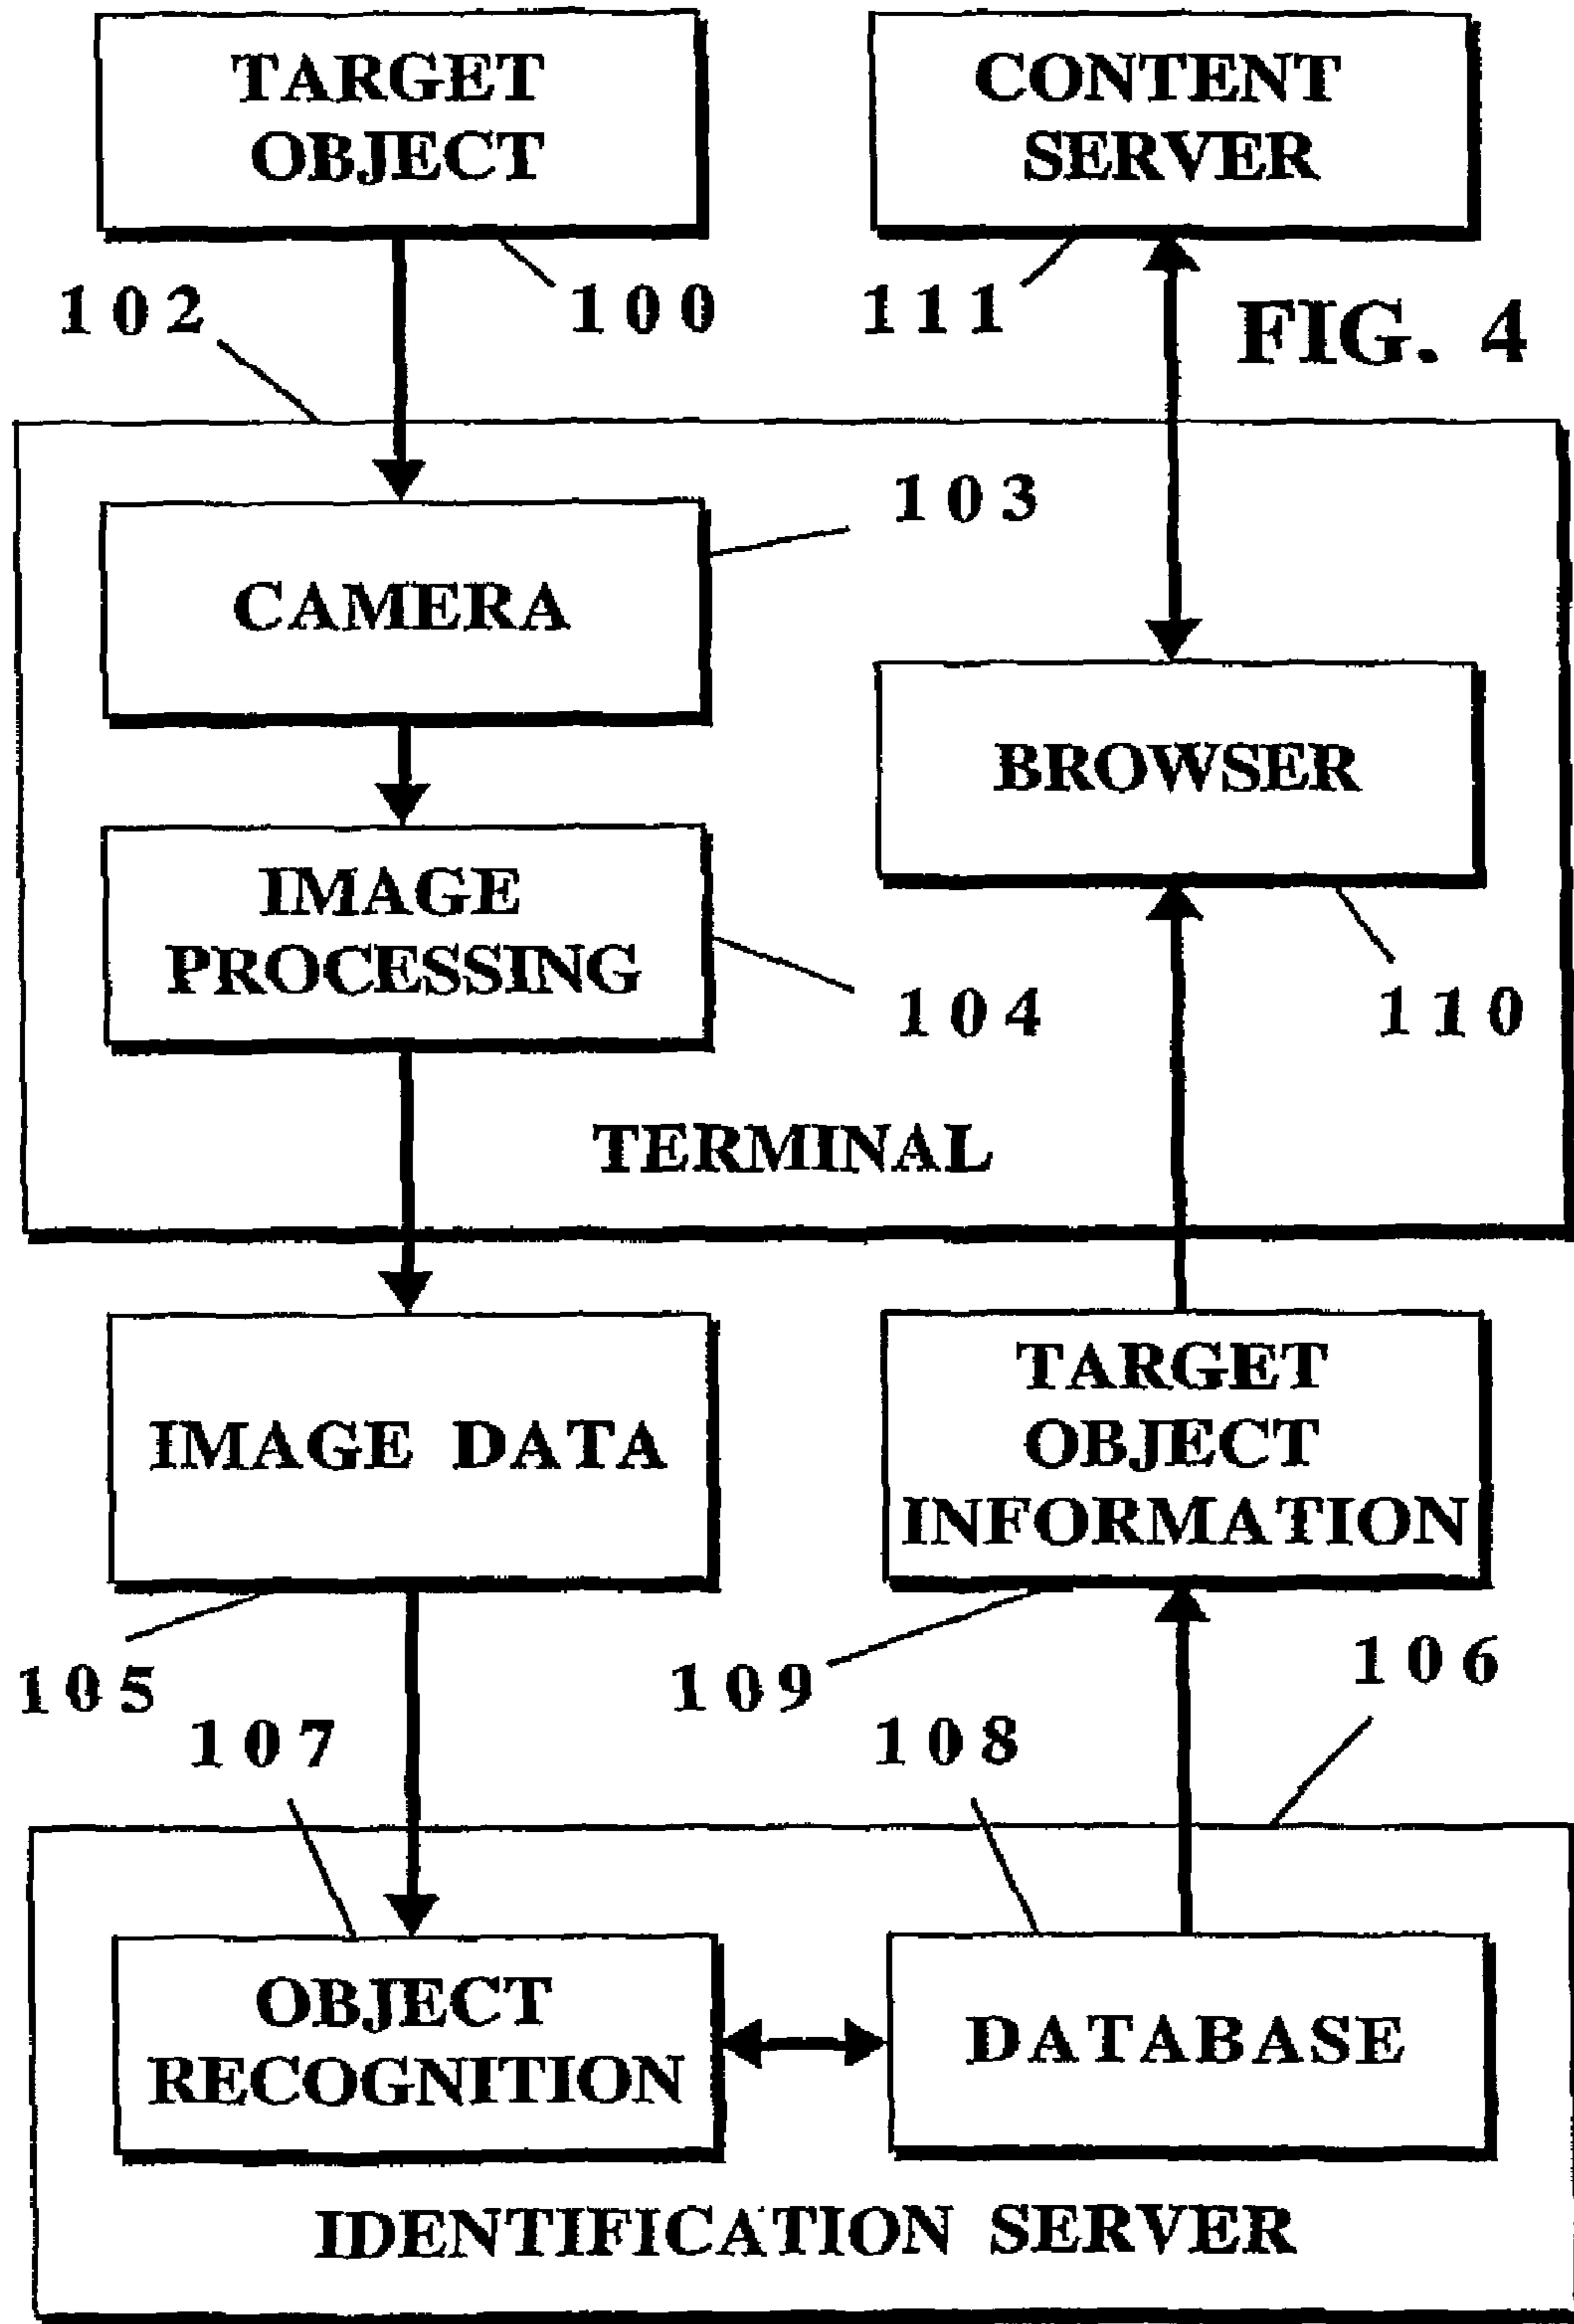 TARGET
OBJECT
CONTENT
SERVER
102
100
111
FIG. 4
103
CAMERA
BROWSER
IMAGE
PROCESSING
104
110
TERMINAL
IMAGE DATA
TARGET
OBJECT
INFORMATION
105
109
106
107
108
OBJECT
RECOGNITION
DATABASE
IDENTIFICATION SERVER